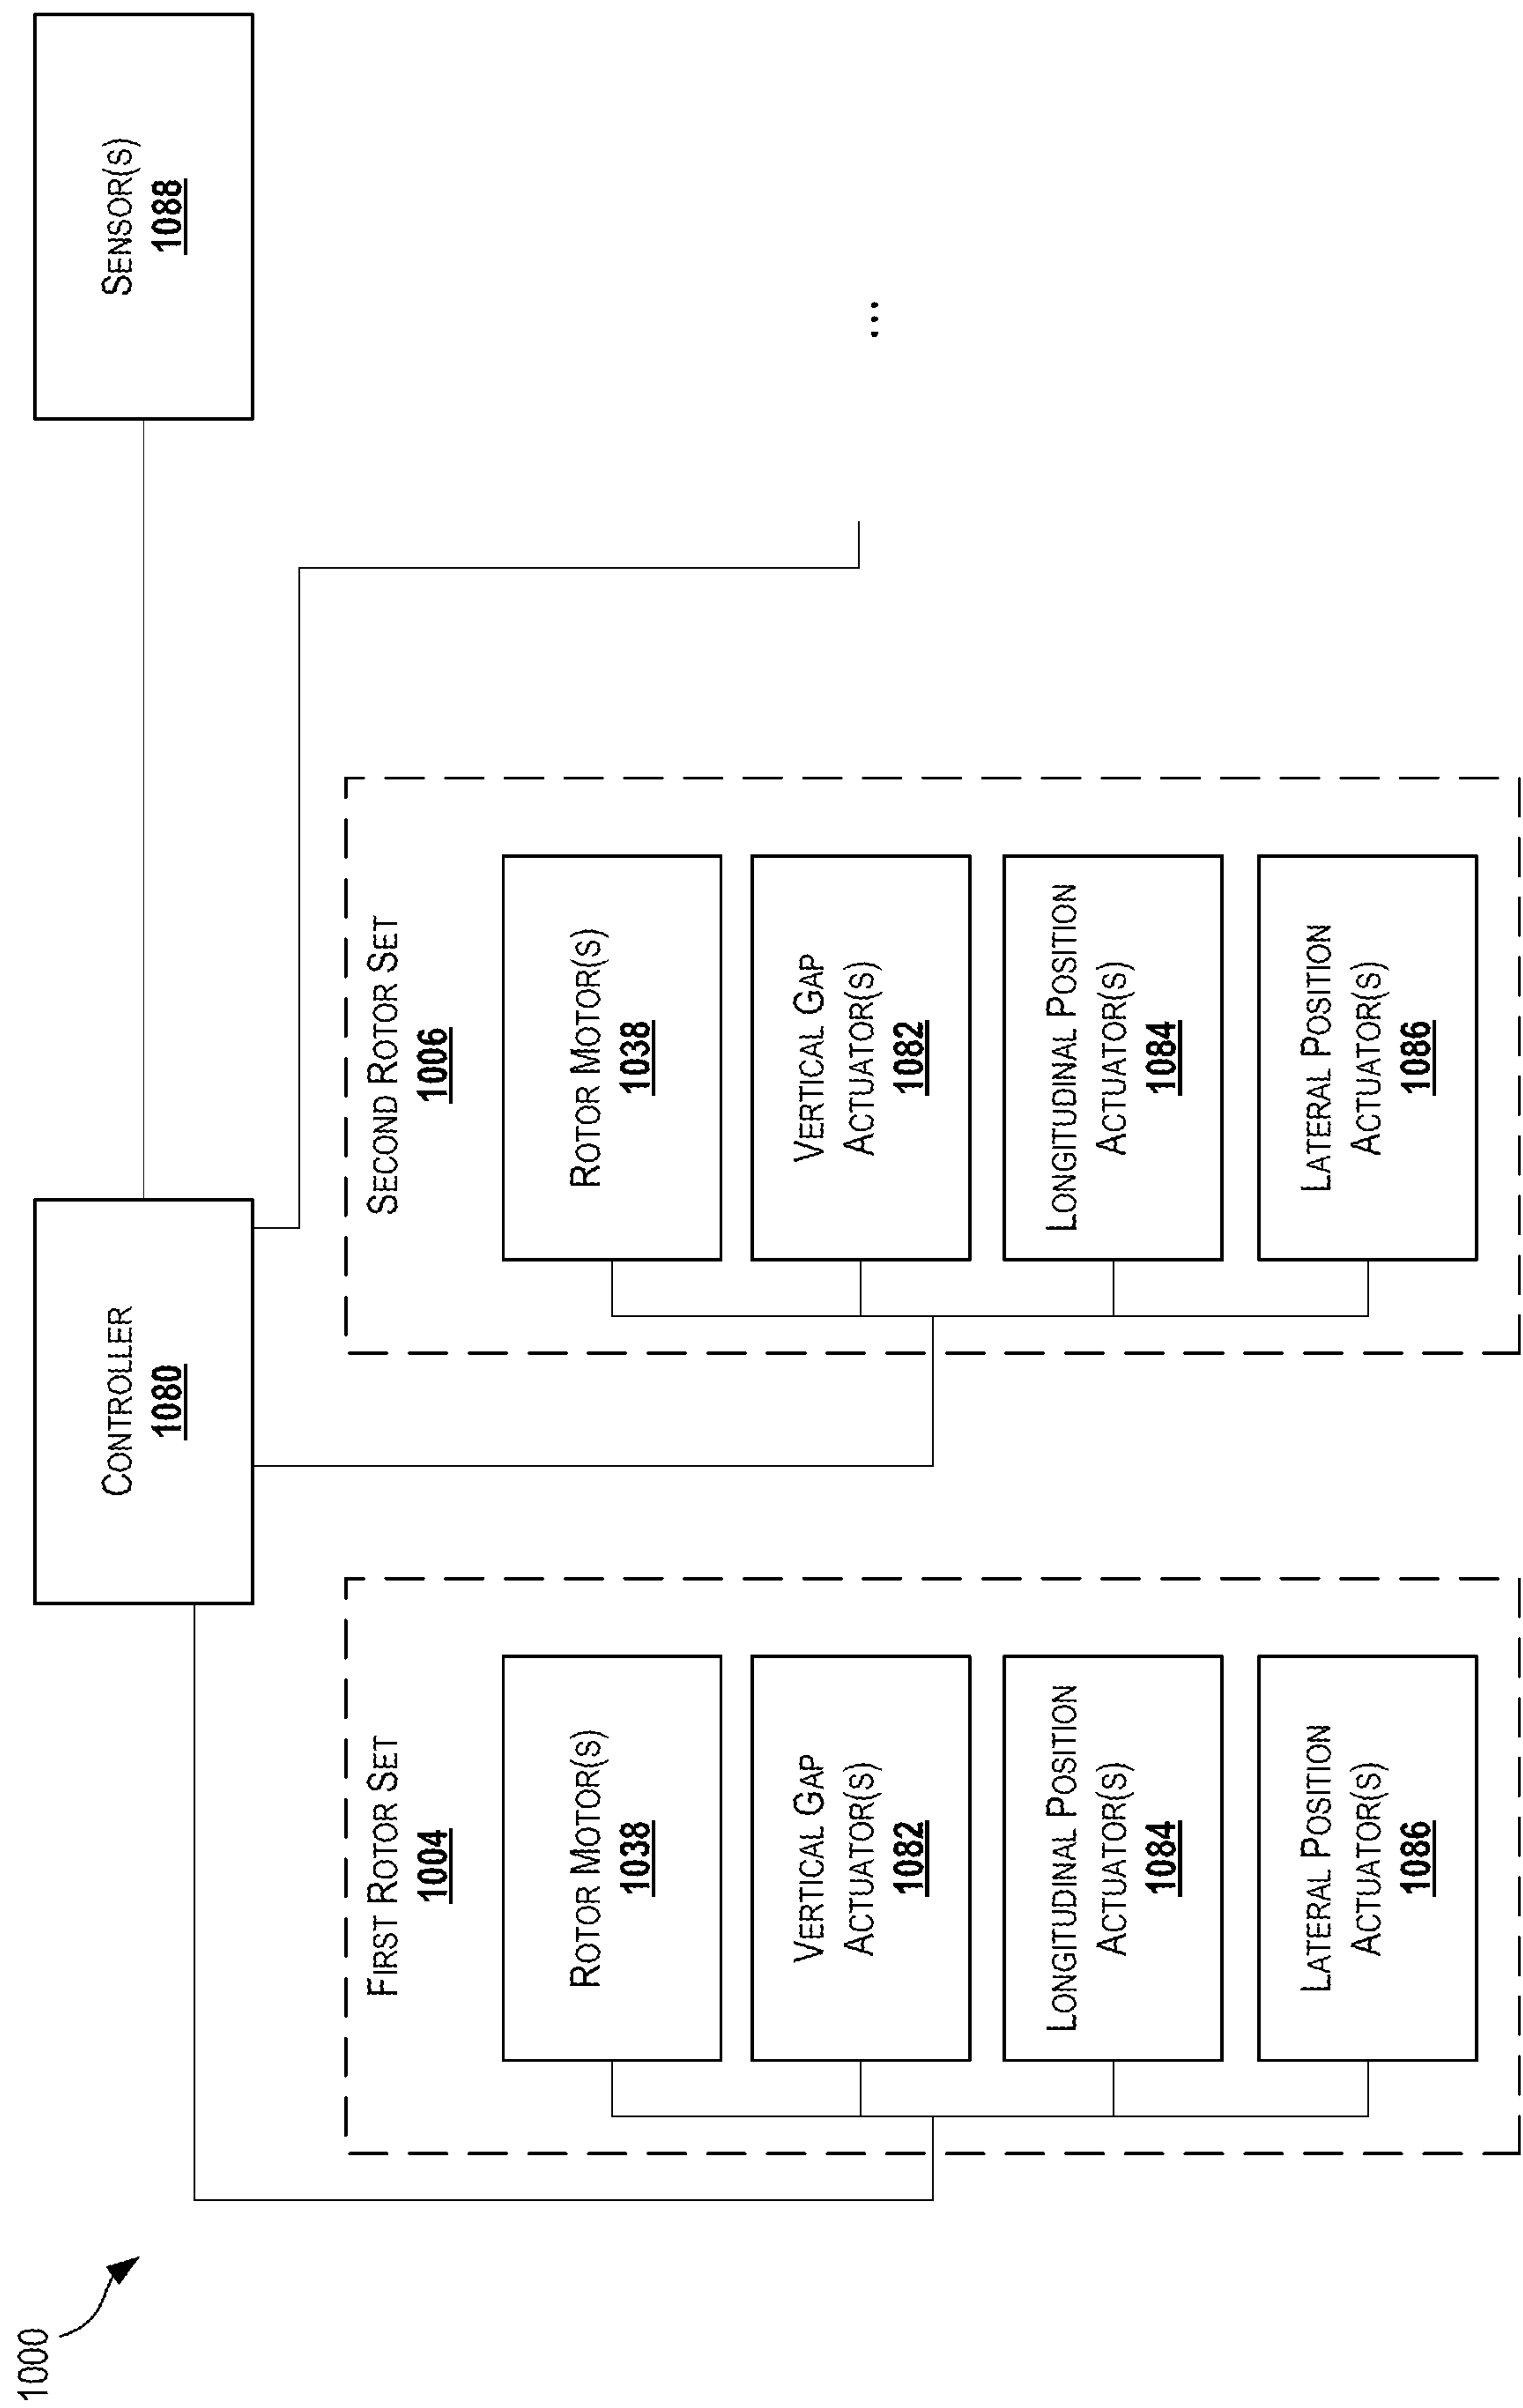 1000
CONTROLLER
1080
SENSOR(S)
1088
FIRST ROTOR SET
1004
ROTOR MOTOR(S)
1038
VERTICAL GAP
ACTUATOR(S)
1082
LONGITUDINAL POSITION
ACTUATOR(S)
1084
LATERAL POSITION
ACTUATOR(S)
1086
SECOND ROTOR SET
1006
ROTOR MOTOR(S)
1038
VERTICAL GAP
ACTUATOR(S)
1082
LONGITUDINAL POSITION
ACTUATOR(S)
1084
LATERAL POSITION
ACTUATOR(S)
1086
...